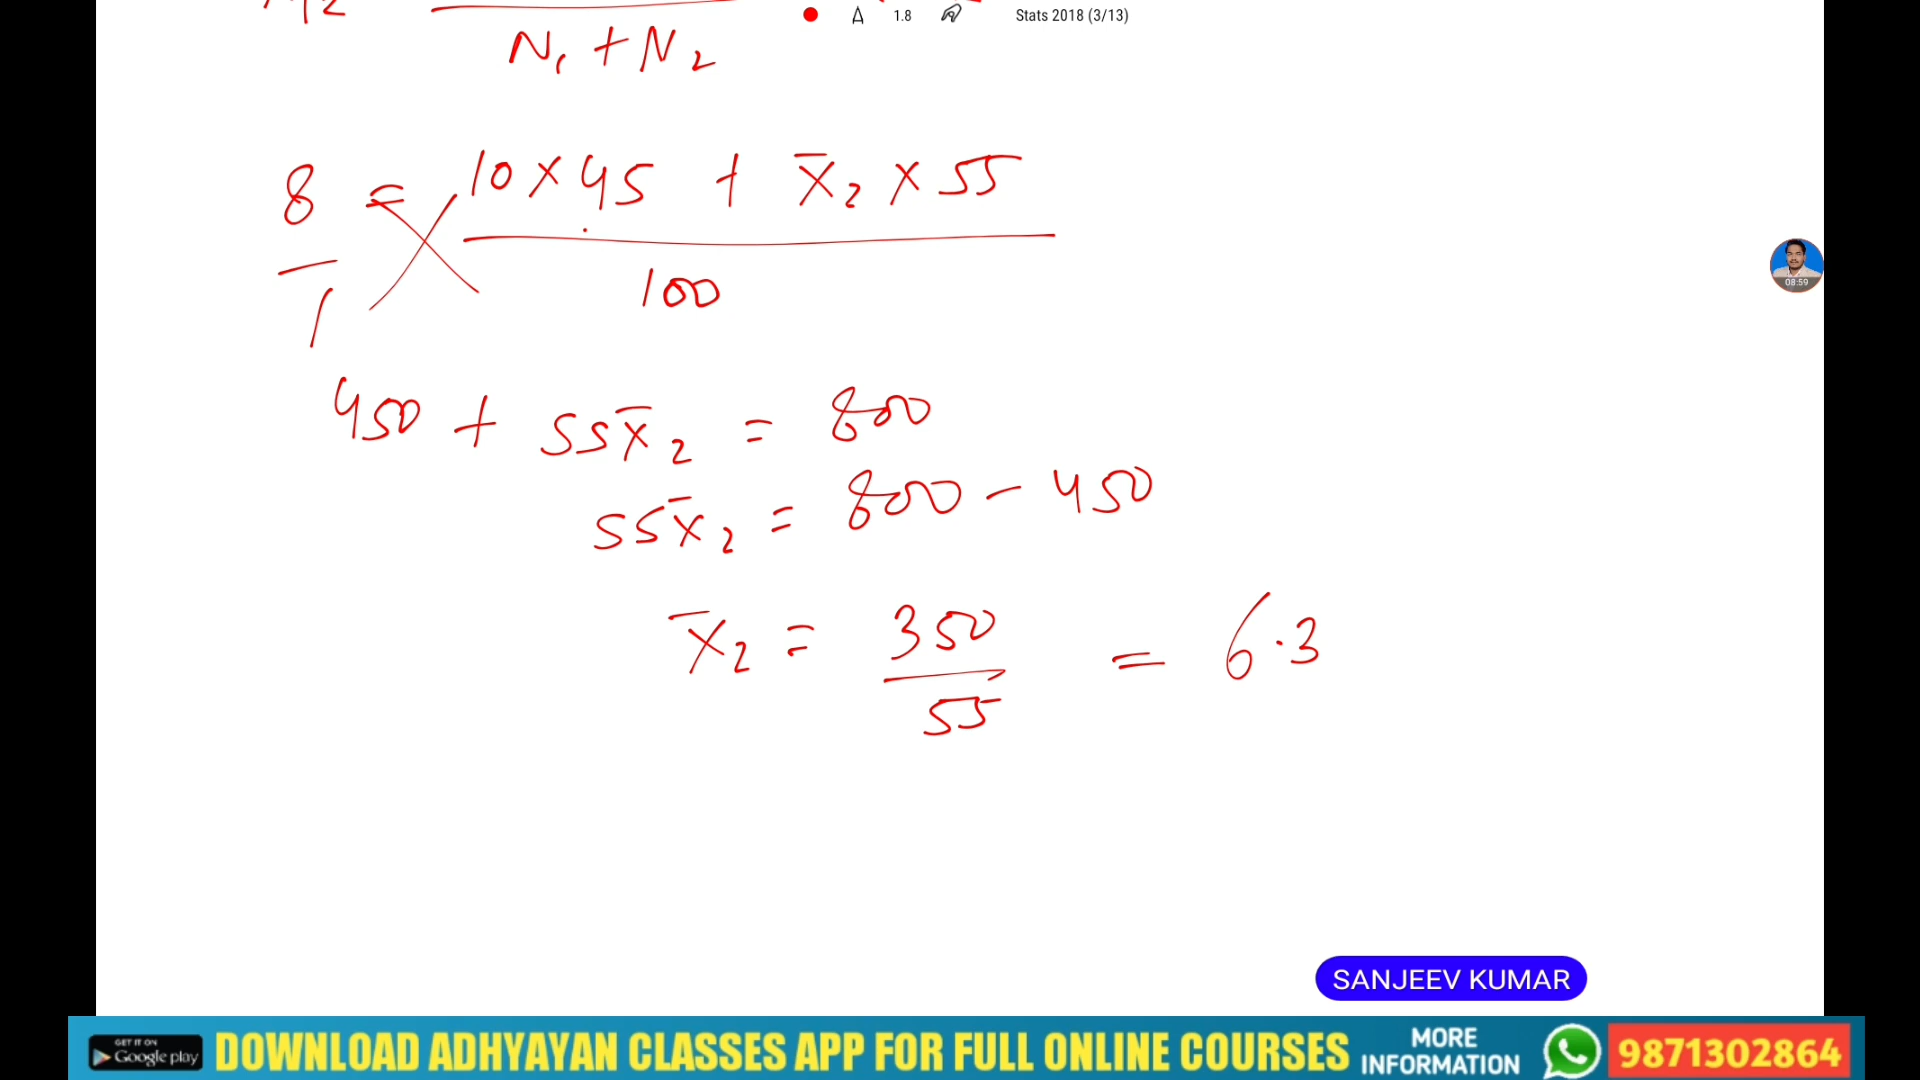 1.8 Stats 2018 (3/13)
N₁ + N₂
8/1 = (10 × 45 + x̄₂ × 55)/100
08:59
450 + 55x̄₂ = 800
55x̄₂ = 800 - 450
x̄₂ = 350/55 = 6.3
SANJEEV KUMAR
GET IT ON
Google play
DOWNLOAD ADHYAYAN CLASSES APP FOR FULL ONLINE COURSES
MORE
INFORMATION
9871302864